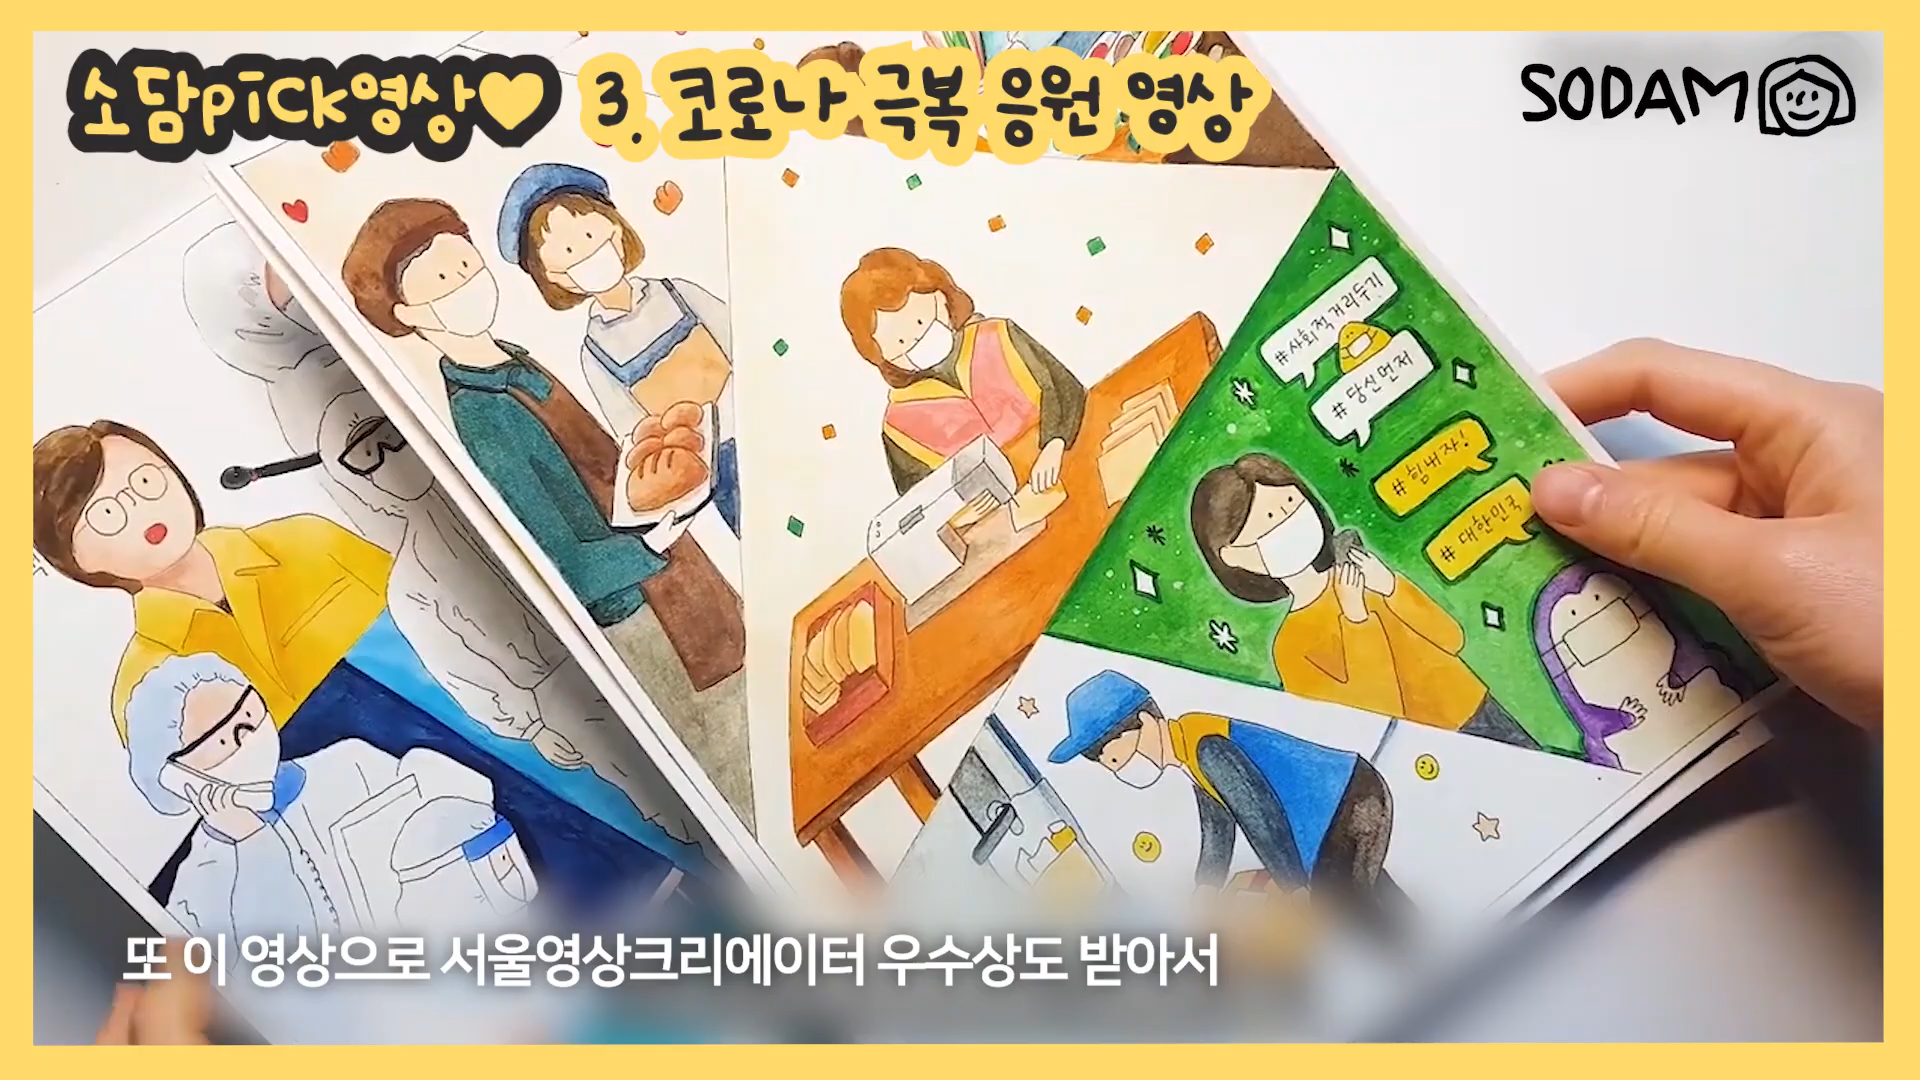 소담pick영상♥ 3. 코로나 극복 응원 영상
SODAM
#사회적거리두기
#당신먼저
#힘내자!
#대한민국
또 이 영상으로 서울영상크리에이터 우수상도 받아서